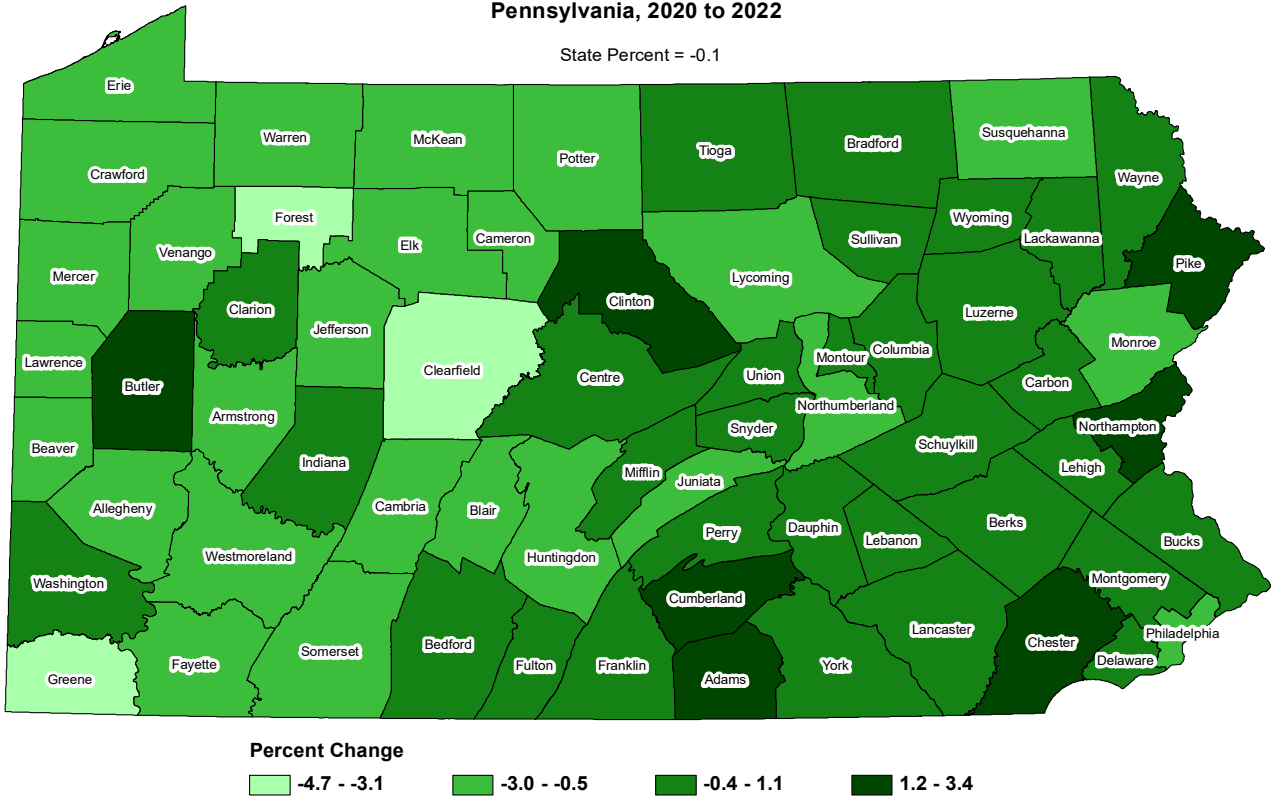 Pennsylvania, 2020 to 2022
State Percent = -0.1
Erie
Warren
McKean
Potter
Tioga
Bradford
Susquehanna
Crawford
Wayne
Forest
Wyoming
Venango
Elk
Cameron
Sullivan
Lackawanna
Mercer
Lycoming
Pike
Clarion
Clinton
Luzerne
Jefferson
Monroe
Lawrence
Butler
Clearfield
Centre
Montour
Columbia
Union
Carbon
Armstrong
Northumberland
Beaver
Snyder
Northampton
Schuylkill
Indiana
Lehigh
Mifflin
Juniata
Allegheny
Cambria
Blair
Perry
Dauphin
Berks
Lebanon
Bucks
Westmoreland
Huntingdon
Washington
Montgomery
Cumberland
Lancaster
Philadelphia
Bedford
Chester
Somerset
Fayette
Fulton
Franklin
York
Delaware
Greene
Adams
Percent Change
-4.7 - -3.1
-3.0 - -0.5
-0.4 - 1.1
1.2 - 3.4